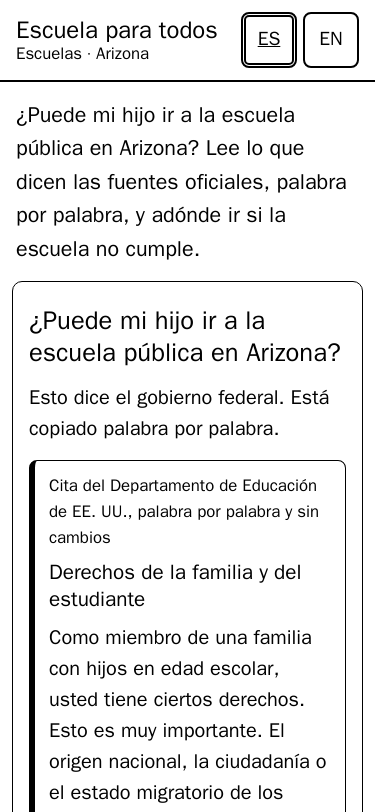 Escuela para todos
Escuelas · Arizona
ES
EN
¿Puede mi hijo ir a la escuela
pública en Arizona? Lee lo que
dicen las fuentes oficiales, palabra
por palabra, y adónde ir si la
escuela no cumple.
¿Puede mi hijo ir a la
escuela pública en Arizona?
Esto dice el gobierno federal. Está
copiado palabra por palabra.
Cita del Departamento de Educación
de EE. UU., palabra por palabra y sin
cambios
Derechos de la familia y del
estudiante
Como miembro de una familia
con hijos en edad escolar,
usted tiene ciertos derechos.
Esto es muy importante. El
origen nacional, la ciudadanía o
el estado migratorio de los